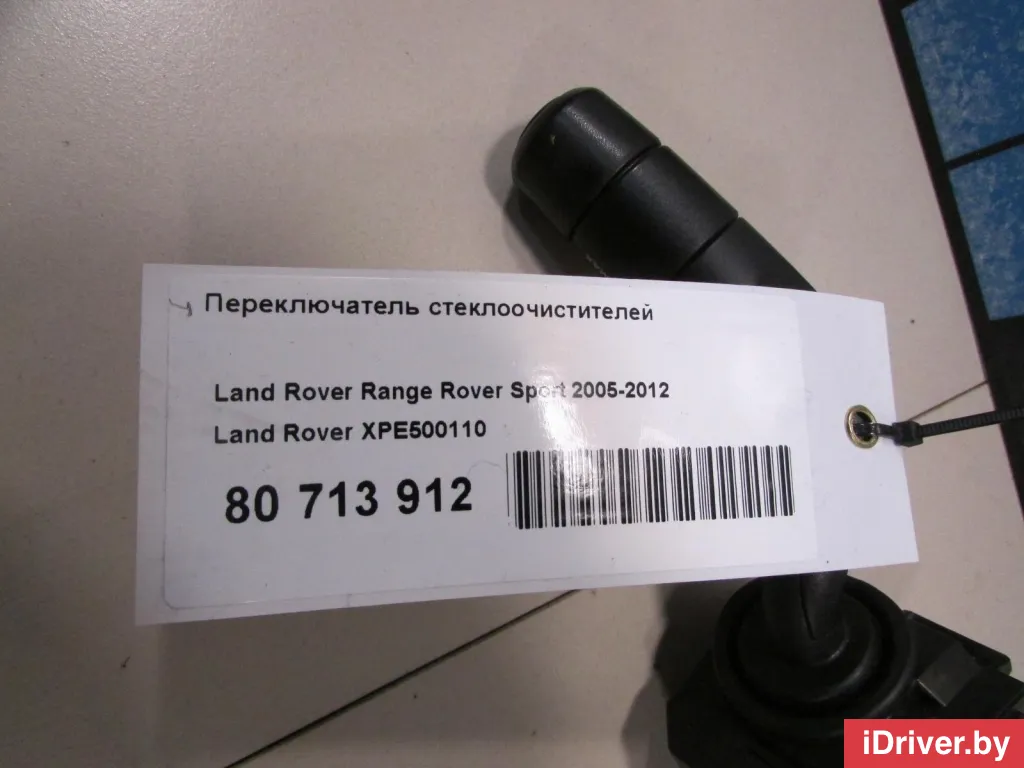 Переключатель стеклоочистителей
Land Rover Range Rover Sport 2005-2012
Land Rover XPE500110
80 713 912
iDriver.by